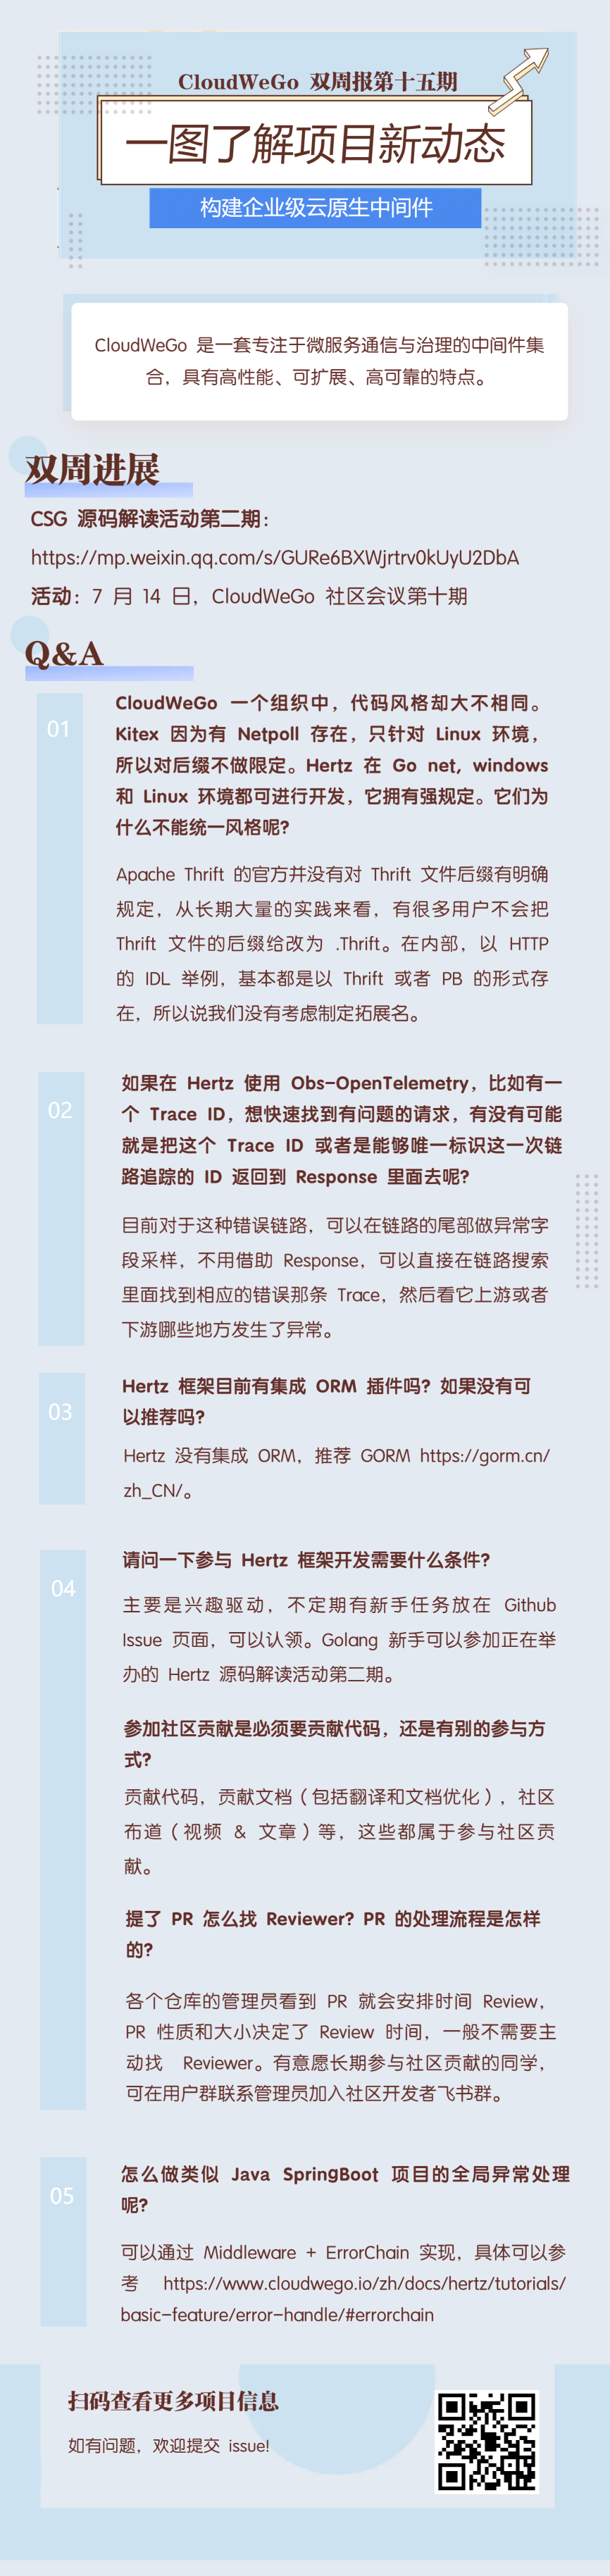 CloudWeGo 双周报第十五期
一图了解项目新动态
构建企业级云原生中间件
CloudWeGo 是一套专注于微服务通信与治理的中间件集
合，具有高性能、可扩展、高可靠的特点。
双周进展
CSG 源码解读活动第二期：
https://mp.weixin.qq.com/s/GURe6BXWjrtrv0kUyU2DbA
活动：7 月 14 日，CloudWeGo 社区会议第十期
Q&A
01
CloudWeGo 一个组织中，代码风格却大不相同。
Kitex 因为有 Netpoll 存在，只针对 Linux 环境，
所以对后缀不做限定。Hertz 在 Go net, windows
和 Linux 环境都可进行开发，它拥有强规定。它们为
什么不能统一风格呢?
Apache Thrift 的官方并没有对 Thrift 文件后缀有明确
规定，从长期大量的实践来看，有很多用户不会把
Thrift 文件的后缀给改为 .Thrift。在内部，以 HTTP
的 IDL 举例，基本都是以 Thrift 或者 PB 的形式存
在，所以说我们没有考虑制定拓展名。
02
如果在 Hertz 使用 Obs-OpenTelemetry，比如有一
个 Trace ID，想快速找到有问题的请求，有没有可能
就是把这个 Trace ID 或者是能够唯一标识这一次链
路追踪的 ID 返回到 Response 里面去呢?
目前对于这种错误链路，可以在链路的尾部做异常字
段采样，不用借助 Response，可以直接在链路搜索
里面找到相应的错误那条 Trace，然后看它上游或者
下游哪些地方发生了异常。
03
Hertz 框架目前有集成 ORM 插件吗? 如果没有可
以推荐吗?
Hertz 没有集成 ORM，推荐 GORM https://gorm.cn/
zh_CN/。
04
请问一下参与 Hertz 框架开发需要什么条件?
主要是兴趣驱动，不定期有新手任务放在 Github
Issue 页面，可以认领。Golang 新手可以参加正在举
办的 Hertz 源码解读活动第二期。
参加社区贡献是必须要贡献代码，还是有别的参与方
式?
贡献代码，贡献文档（包括翻译和文档优化），社区
布道（视频 & 文章）等，这些都属于参与社区贡
献。
提了 PR 怎么找 Reviewer? PR 的处理流程是怎样
的?
各个仓库的管理员看到 PR 就会安排时间 Review，
PR 性质和大小决定了 Review 时间，一般不需要主
动找 Reviewer。有意愿长期参与社区贡献的同学，
可在用户群联系管理员加入社区开发者飞书群。
05
怎么做类似 Java SpringBoot 项目的全局异常处理
呢?
可以通过 Middleware + ErrorChain 实现，具体可以参
考 https://www.cloudwego.io/zh/docs/hertz/tutorials/
basic-feature/error-handle/#errorchain
扫码查看更多项目信息
如有问题，欢迎提交 issue!